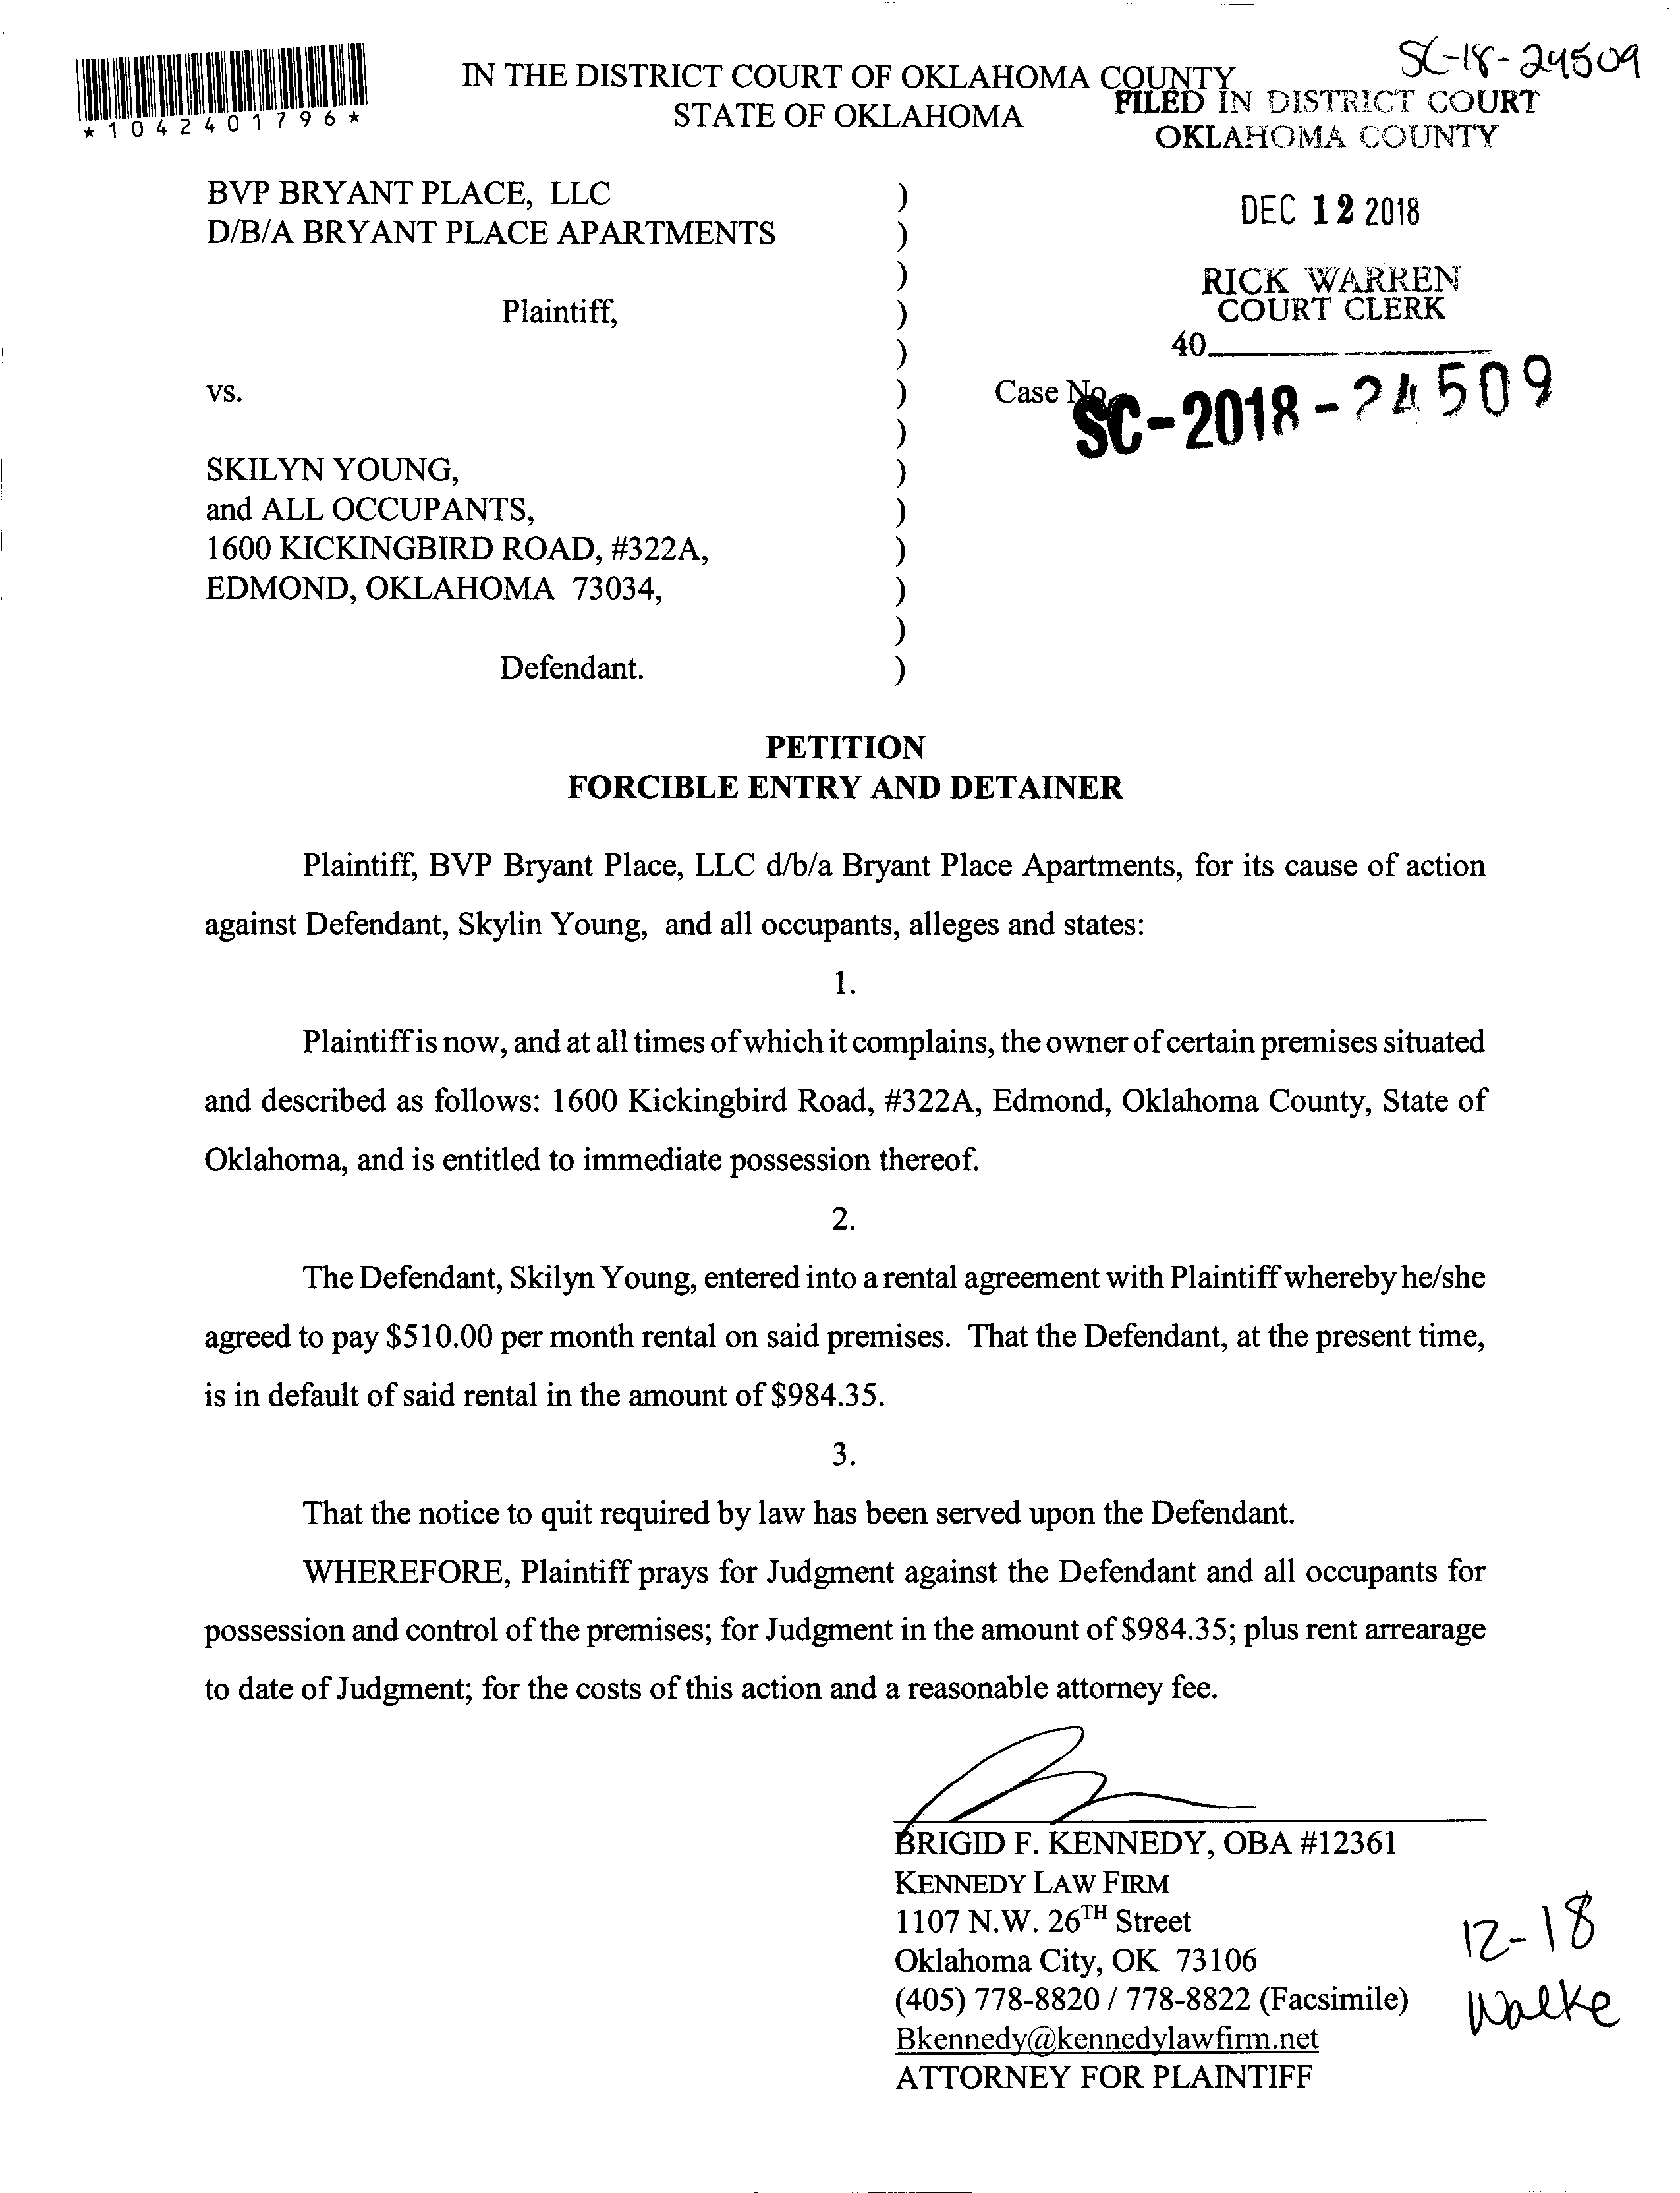 SC-18-24509
IN THE DISTRICT COURT OF OKLAHOMA COUNTY
STATE OF OKLAHOMA
*1042401796*
FILED IN DISTRICT COURT
OKLAHOMA COUNTY
DEC 12 2018
RICK WARREN
COURT CLERK
40
BVP BRYANT PLACE, LLC )
D/B/A BRYANT PLACE APARTMENTS )
)
Plaintiff, )
)
vs. ) Case No.
SC-2018-24509
)
SKILYN YOUNG, )
and ALL OCCUPANTS, )
1600 KICKINGBIRD ROAD, #322A, )
EDMOND, OKLAHOMA 73034, )
)
Defendant. )
PETITION
FORCIBLE ENTRY AND DETAINER
Plaintiff, BVP Bryant Place, LLC d/b/a Bryant Place Apartments, for its cause of action
against Defendant, Skylin Young, and all occupants, alleges and states:
1.
Plaintiff is now, and at all times of which it complains, the owner of certain premises situated
and described as follows: 1600 Kickingbird Road, #322A, Edmond, Oklahoma County, State of
Oklahoma, and is entitled to immediate possession thereof.
2.
The Defendant, Skilyn Young, entered into a rental agreement with Plaintiff whereby he/she
agreed to pay $510.00 per month rental on said premises. That the Defendant, at the present time,
is in default of said rental in the amount of $984.35.
3.
That the notice to quit required by law has been served upon the Defendant.
WHEREFORE, Plaintiff prays for Judgment against the Defendant and all occupants for
possession and control of the premises; for Judgment in the amount of $984.35; plus rent arrearage
to date of Judgment; for the costs of this action and a reasonable attorney fee.
BRIGID F. KENNEDY, OBA #12361
KENNEDY LAW FIRM
1107 N.W. 26TH Street
Oklahoma City, OK 73106
(405) 778-8820 / 778-8822 (Facsimile)
Bkennedy@kennedylawfirm.net
ATTORNEY FOR PLAINTIFF
12-18
Walke